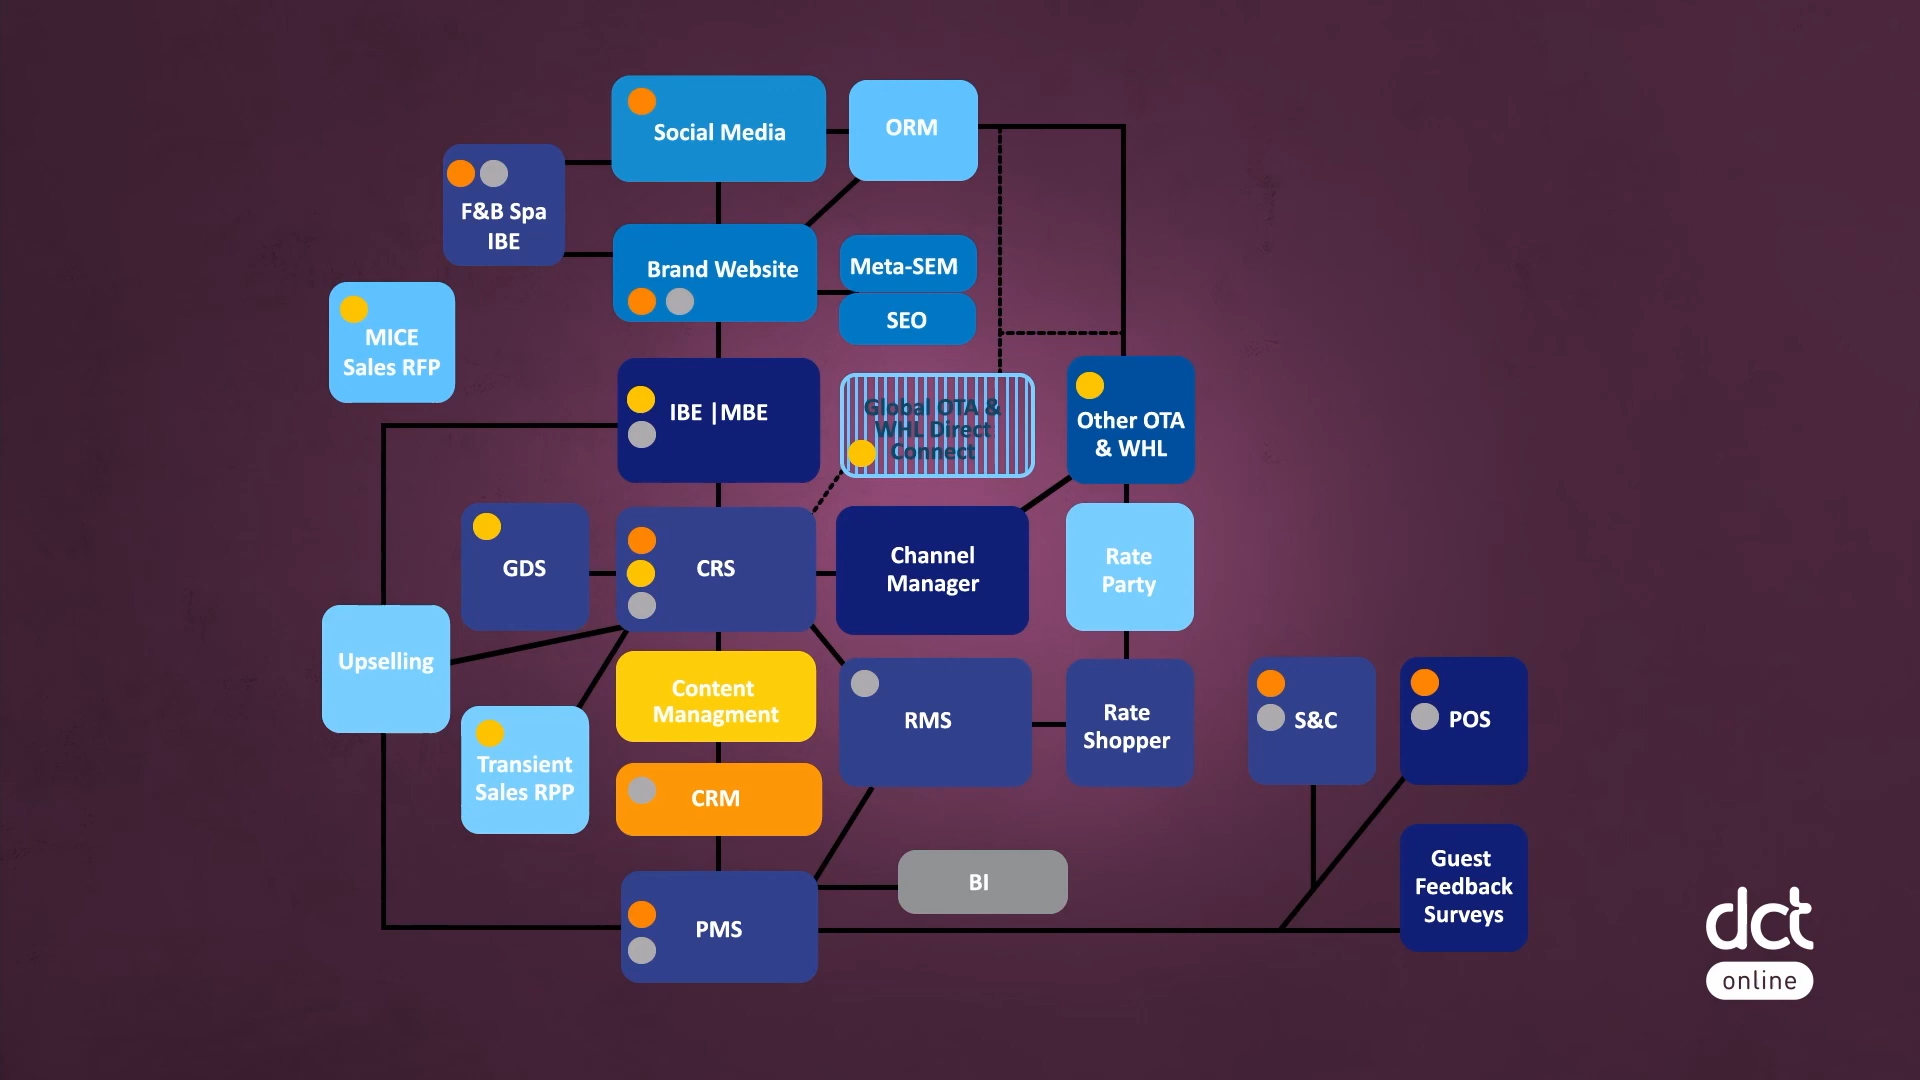 Social Media
ORM
F&B Spa
IBE
Brand Website
Meta-SEM
SEO
MICE
Sales RFP
IBE |MBE
Global OTA &
WHL Direct
Connect
Other OTA
& WHL
GDS
CRS
Channel
Manager
Rate
Party
Upselling
Content
Managment
RMS
Rate
Shopper
S&C
POS
Transient
Sales RPP
CRM
BI
Guest
Feedback
Surveys
PMS
dct
online